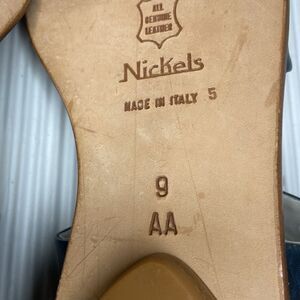 ALL
GENUINE
LEATHER
Nickels
MADE IN ITALY 5
9
AA